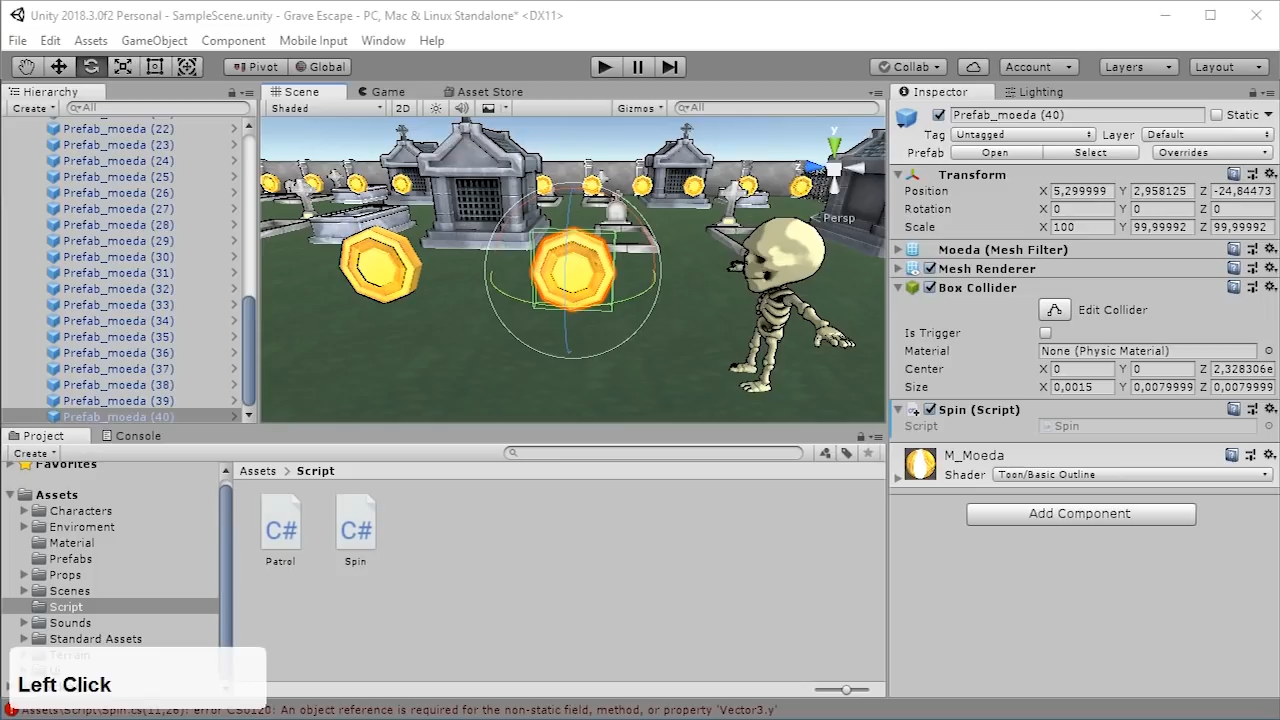 Unity 2018.3.0f2 Personal - SampleScene.unity - Grave Escape - PC, Mac & Linux Standalone* <DX11>
File Edit Assets GameObject Component Mobile Input Window Help
Pivot Global Collab Account Layers Layout
Hierarchy Scene Game Asset Store Inspector Lighting
Create All Shaded 2D Gizmos All
Prefab_moeda (22)
Prefab_moeda (23)
Prefab_moeda (24)
Prefab_moeda (25)
Prefab_moeda (26)
Prefab_moeda (27)
Prefab_moeda (28)
Prefab_moeda (29)
Prefab_moeda (30)
Prefab_moeda (31)
Prefab_moeda (32)
Prefab_moeda (33)
Prefab_moeda (34)
Prefab_moeda (35)
Prefab_moeda (36)
Prefab_moeda (37)
Prefab_moeda (38)
Prefab_moeda (39)
Prefab_moeda (40)
y
Persp
Prefab_moeda (40) Static
Tag Untagged Layer Default
Prefab Open Select Overrides
Transform
Position X 5,299999 Y 2,958125 Z -24,84473
Rotation X 0 Y 0 Z 0
Scale X 100 Y 99,99992 Z 99,99992
Moeda (Mesh Filter)
Mesh Renderer
Box Collider
Edit Collider
Is Trigger
Material None (Physic Material)
Center X 0 Y 0 Z 2,328306e
Size X 0,0015 Y 0,0079999 Z 0,0079999
Spin (Script)
Script Spin
M_Moeda
Shader Toon/Basic Outline
Add Component
Project Console
Create
Favorites
Assets
Characters
Enviroment
Material
Prefabs
Props
Scenes
Script
Sounds
Standard Assets
Terrain
Assets > Script
C# C#
Patrol Spin
Left Click
Assets\Script\Spin.cs(11,26): error CS0120: An object reference is required for the non-static field, method, or property 'Vector3.y'